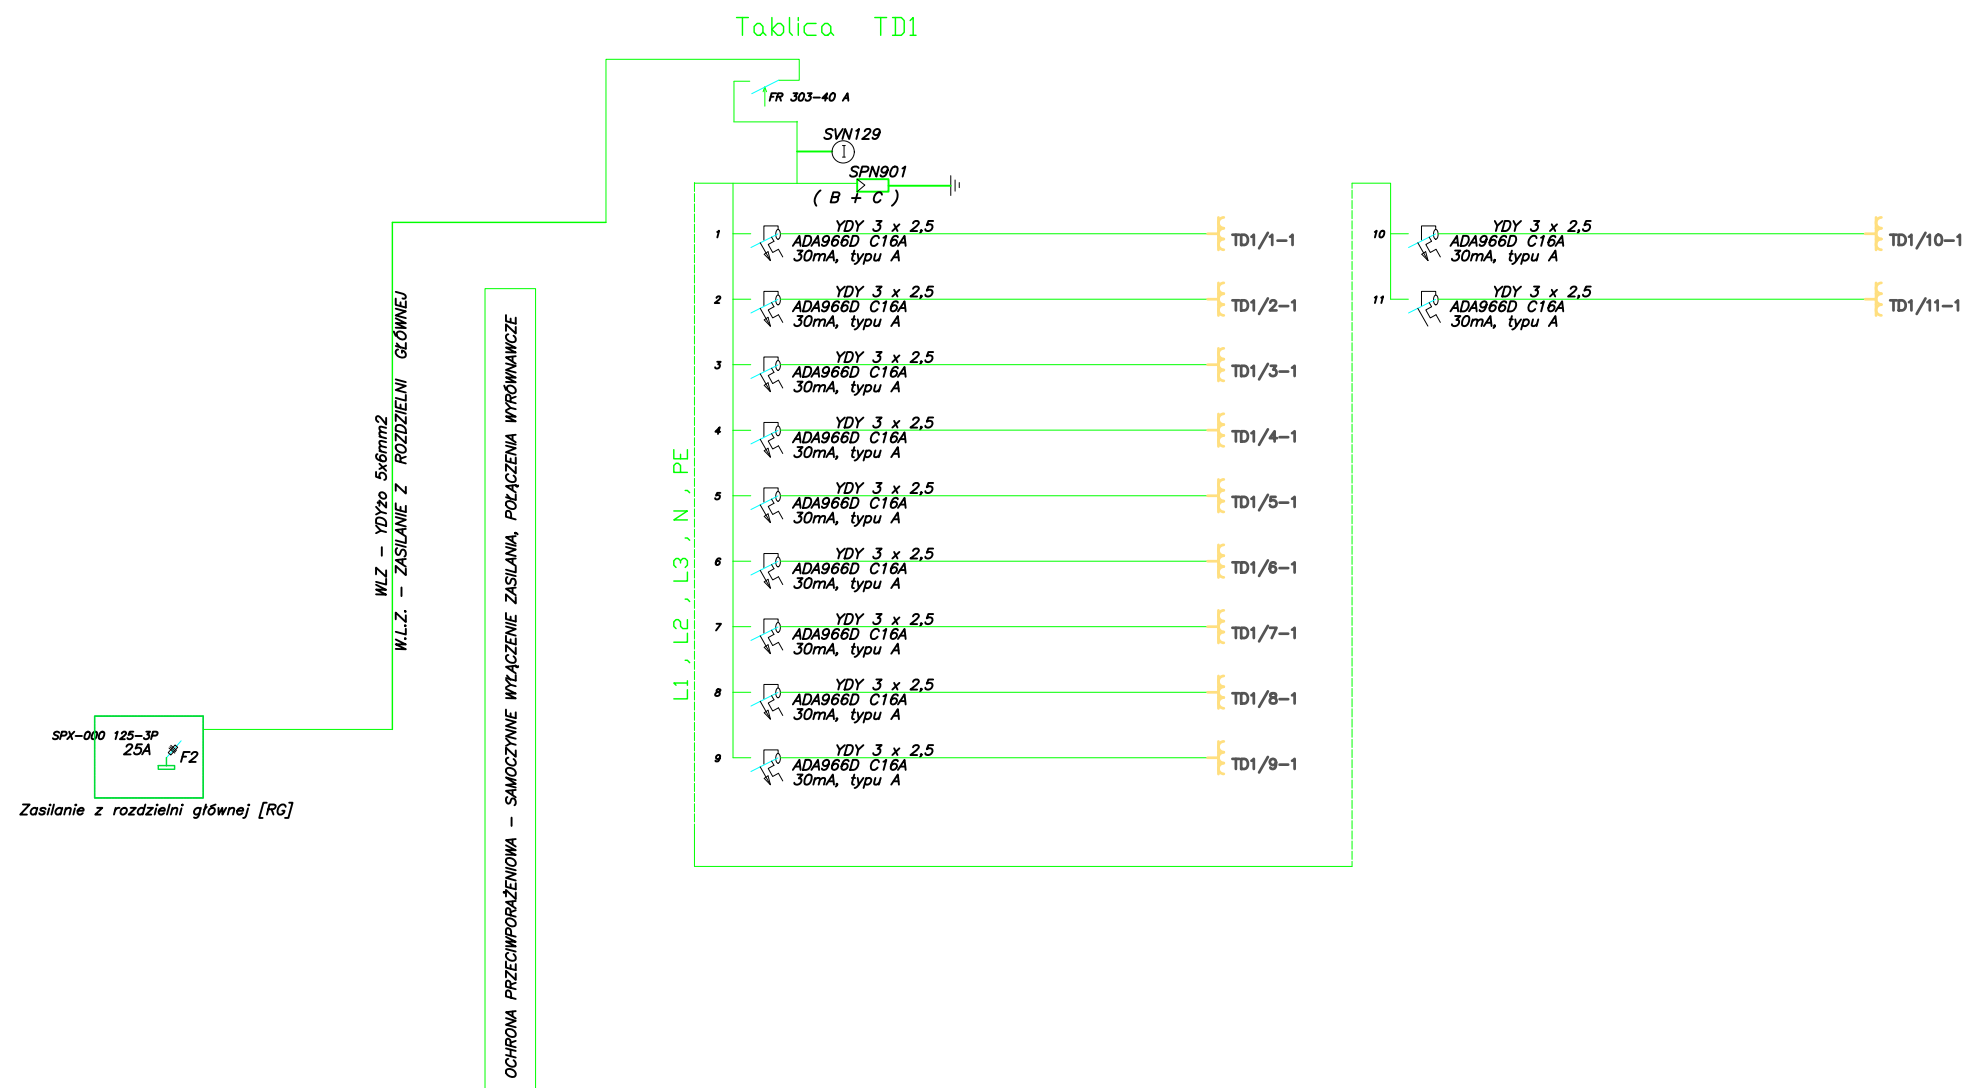 Tablica TD1
FR 303-40 A
SVN129
SPN901
( B + C )
1
YDY 3 x 2,5
ADA966D C16A
30mA, typu A
TD1/1-1
2
YDY 3 x 2,5
ADA966D C16A
30mA, typu A
TD1/2-1
3
YDY 3 x 2,5
ADA966D C16A
30mA, typu A
TD1/3-1
4
YDY 3 x 2,5
ADA966D C16A
30mA, typu A
TD1/4-1
5
YDY 3 x 2,5
ADA966D C16A
30mA, typu A
TD1/5-1
6
YDY 3 x 2,5
ADA966D C16A
30mA, typu A
TD1/6-1
7
YDY 3 x 2,5
ADA966D C16A
30mA, typu A
TD1/7-1
8
YDY 3 x 2,5
ADA966D C16A
30mA, typu A
TD1/8-1
9
YDY 3 x 2,5
ADA966D C16A
30mA, typu A
TD1/9-1
10
YDY 3 x 2,5
ADA966D C16A
30mA, typu A
TD1/10-1
11
YDY 3 x 2,5
ADA966D C16A
30mA, typu A
TD1/11-1
L1 , L2 , L3 , N , PE
WLZ - YDYżo 5x6mm2
W.L.Z. - ZASILANIE Z ROZDZIELNI GŁÓWNEJ
OCHRONA PRZECIWPORAŻENIOWA - SAMOCZYNNE WYŁĄCZENIE ZASILANIA, POŁĄCZENIA WYRÓWNAWCZE
SPX-000 125-3P
25A
F2
Zasilanie z rozdzielni głównej [RG]